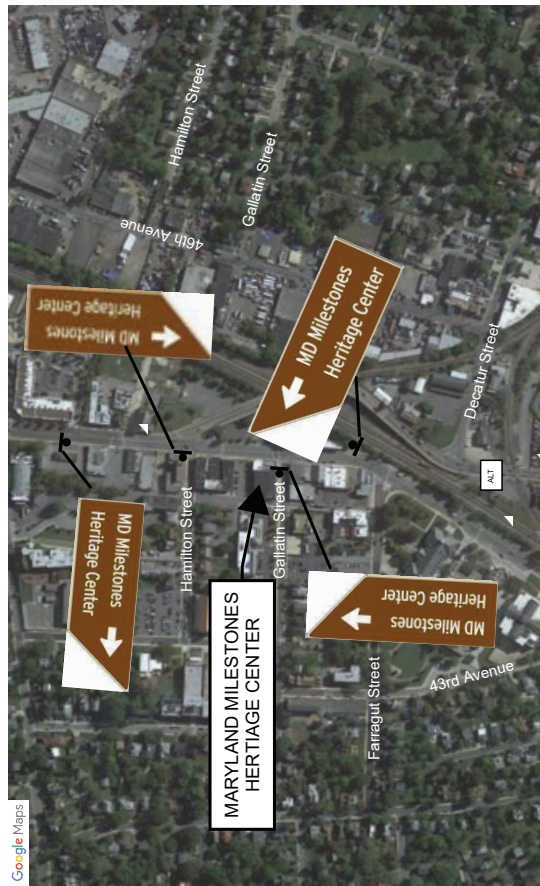 Hamilton Street
Gallatin Street
46th Avenue
MD Milestones
Heritage Center
MD Milestones
Heritage Center
Decatur Street
ALT
MD Milestones
Heritage Center
Hamilton Street
Gallatin Street
MARYLAND MILESTONES
HERTIAGE CENTER
MD Milestones
Heritage Center
43rd Avenue
Farragut Street
Google Maps